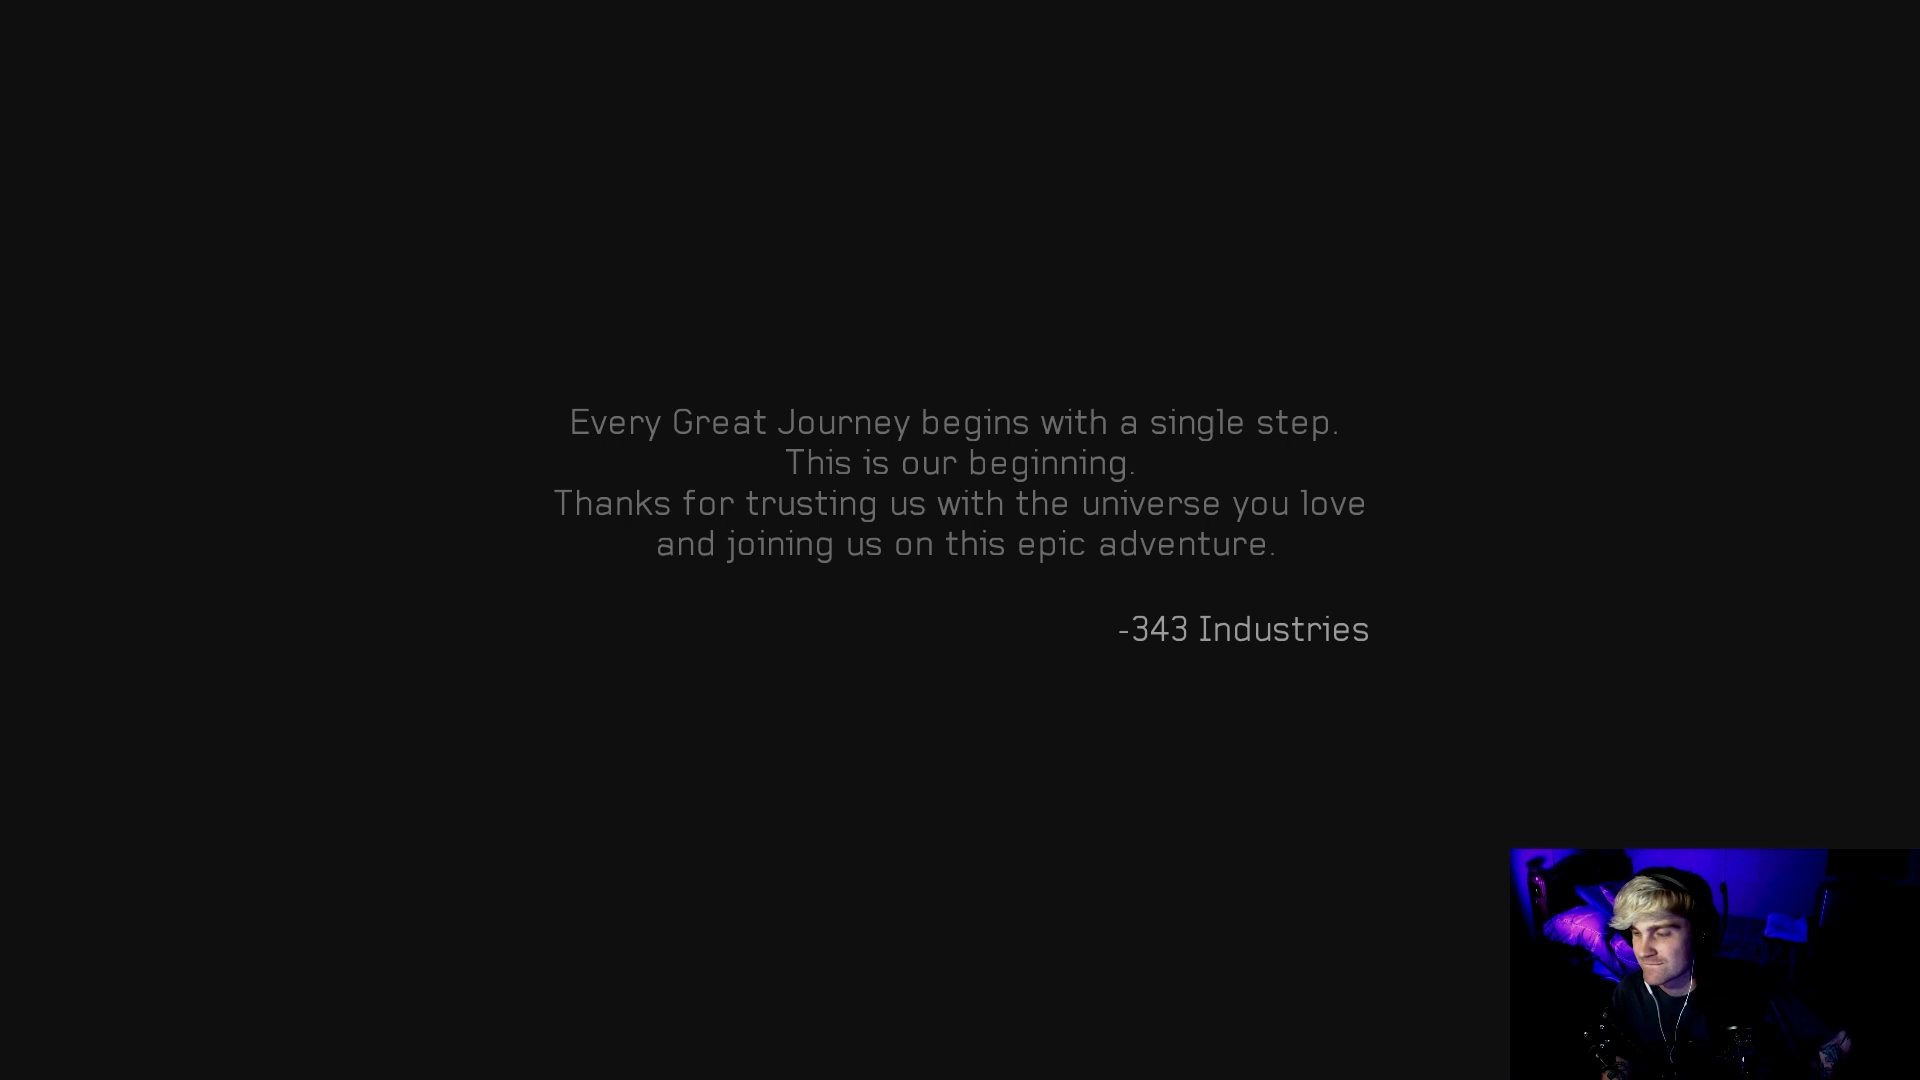 Every Great Journey begins with a single step.
This is our beginning.
Thanks for trusting us with the universe you love
and joining us on this epic adventure.
-343 Industries